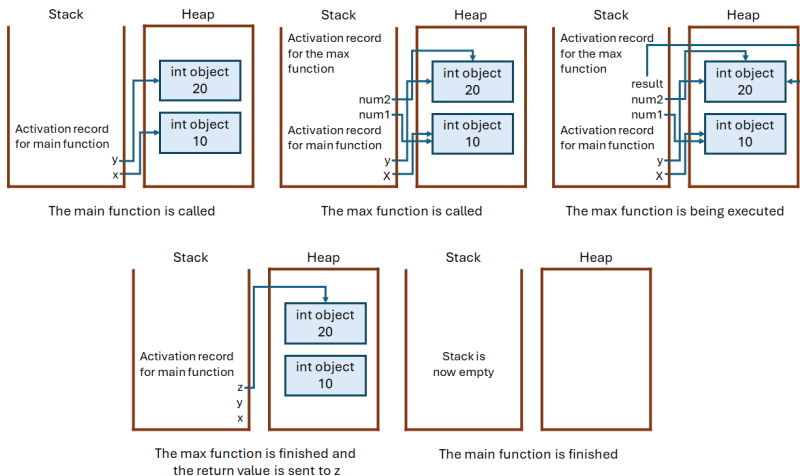 Stack
Heap
int object
20
int object
10
Activation record
for main function
y
x
The main function is called
Stack
Heap
Activation record
for the max
function
int object
20
num2
num1
int object
10
Activation record
for main function
y
X
The max function is called
Stack
Heap
Activation record
for the max
function
int object
20
result
num2
num1
int object
10
Activation record
for main function
y
X
The max function is being executed
Stack
Heap
int object
20
Activation record
for main function
int object
10
z
y
x
The max function is finished and
the return value is sent to z
Stack
Heap
Stack is
now empty
The main function is finished